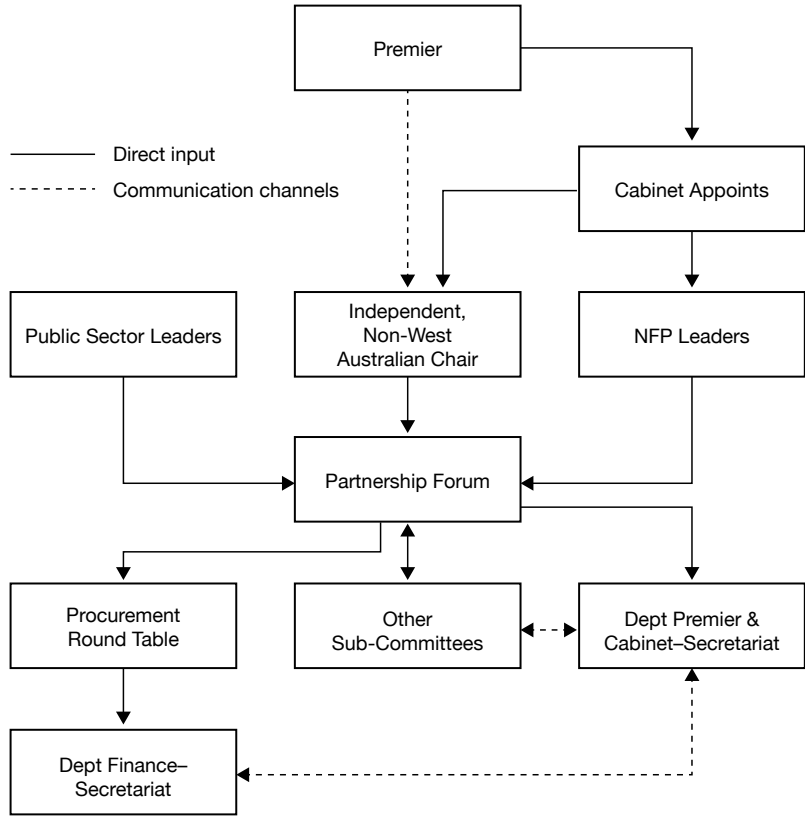 Premier
Direct input
Communication channels
Cabinet Appoints
Public Sector Leaders
Independent,
Non-West
Australian Chair
NFP Leaders
Partnership Forum
Procurement
Round Table
Other
Sub-Committees
Dept Premier &
Cabinet–Secretariat
Dept Finance–
Secretariat